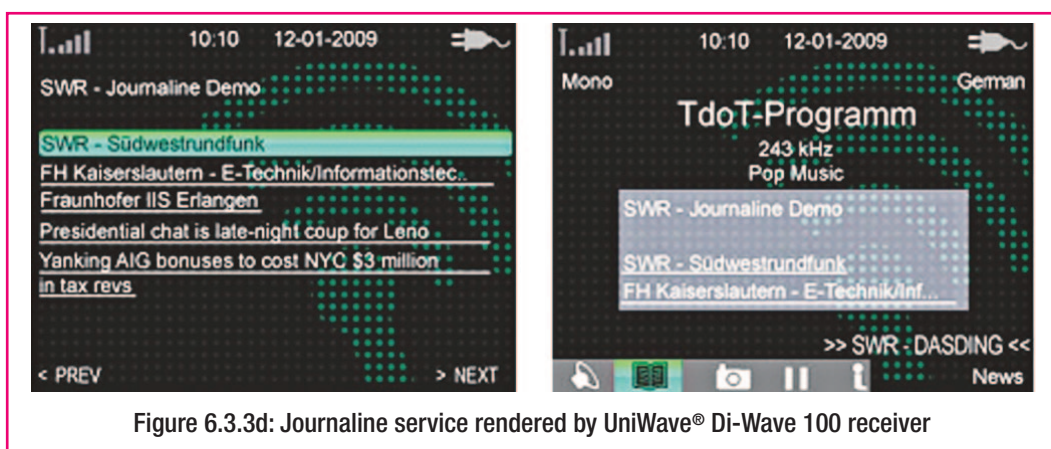 10:10 12-01-2009
SWR - Journaline Demo
SWR - Südwestrundfunk
FH Kaiserslautern - E-Technik/Informationstec..
Fraunhofer IIS Erlangen
Presidential chat is late-night coup for Leno
Yanking AIG bonuses to cost NYC $3 million
in tax revs
< PREV > NEXT
10:10 12-01-2009
Mono German
TdoT-Programm
243 kHz
Pop Music
SWR - Journaline Demo
SWR - Südwestrundfunk
FH Kaiserslautern - E-Technik/Inf...
>> SWR - DASDING <<
News
Figure 6.3.3d: Journaline service rendered by UniWave® Di-Wave 100 receiver